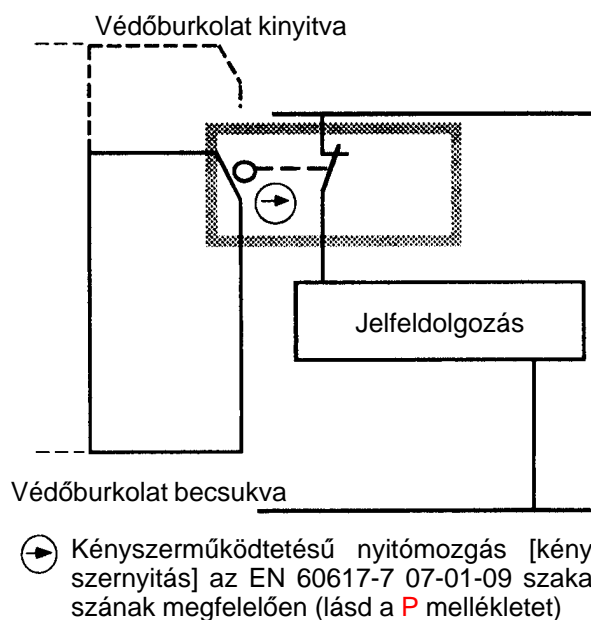 Védőburkolat kinyitva
Jelfeldolgozás
Védőburkolat becsukva
Kényszerműködtetésű nyitómozgás [kény
szernyitás] az EN 60617-7 07-01-09 szaka
szának megfelelően (lásd a P mellékletet)